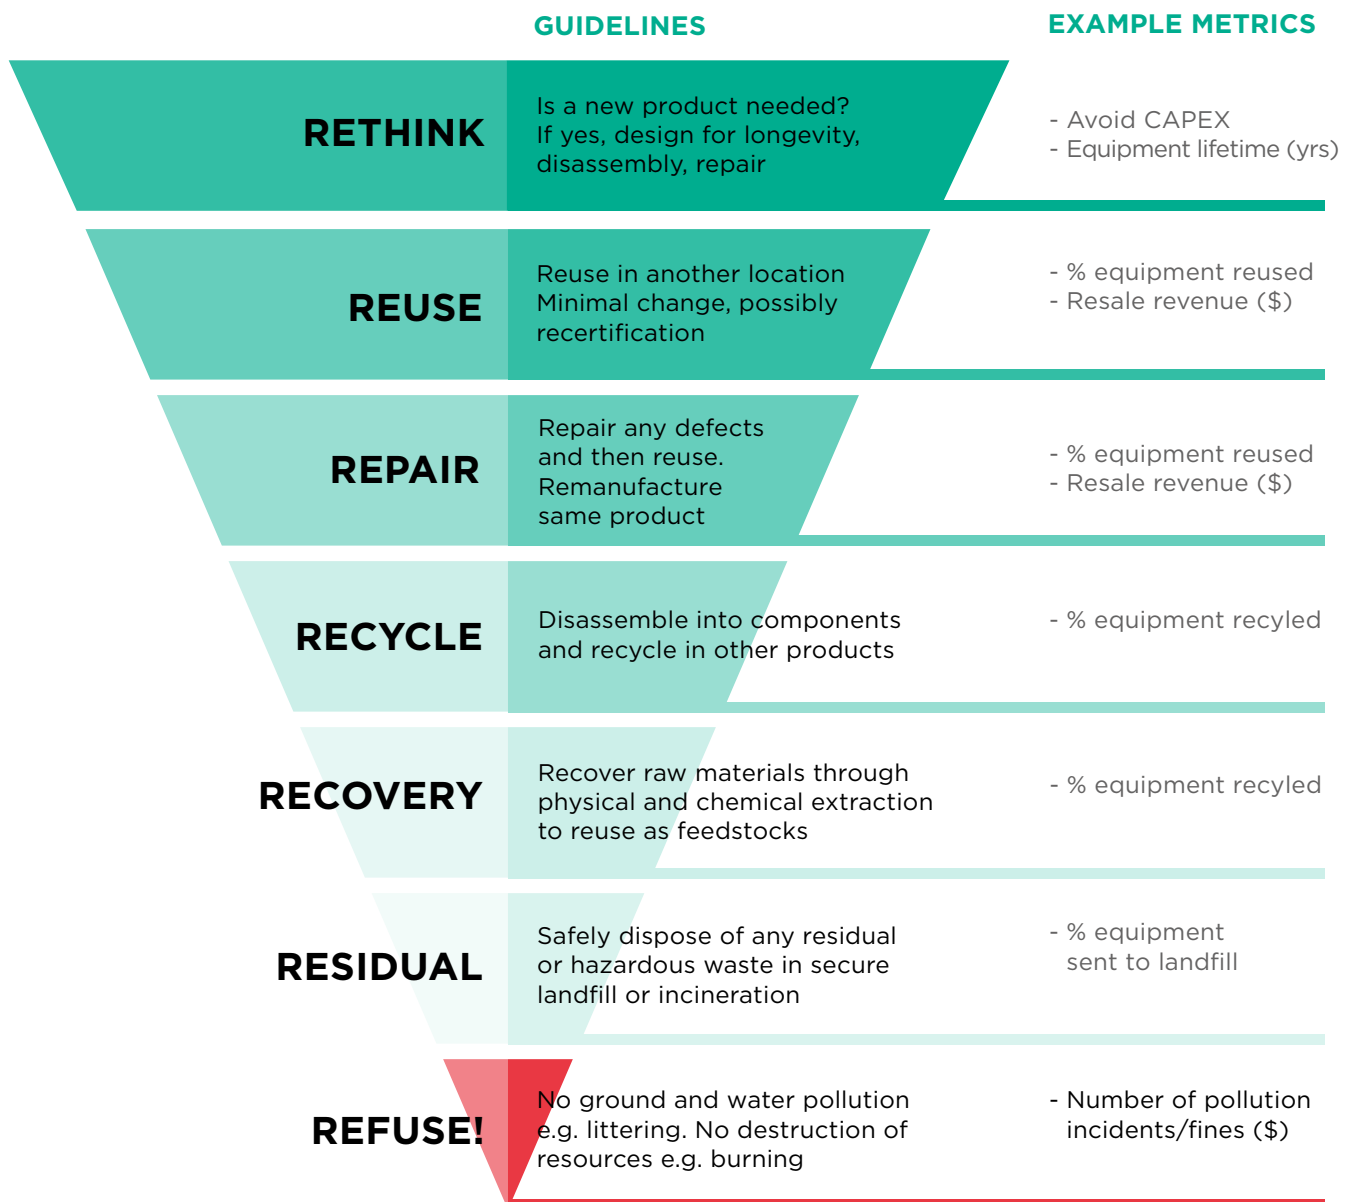 GUIDELINES
EXAMPLE METRICS
RETHINK
Is a new product needed?
If yes, design for longevity,
disassembly, repair
- Avoid CAPEX
- Equipment lifetime (yrs)
REUSE
Reuse in another location
Minimal change, possibly
recertification
- % equipment reused
- Resale revenue ($)
REPAIR
Repair any defects
and then reuse.
Remanufacture
same product
- % equipment reused
- Resale revenue ($)
RECYCLE
Disassemble into components
and recycle in other products
- % equipment recyled
RECOVERY
Recover raw materials through
physical and chemical extraction
to reuse as feedstocks
- % equipment recyled
RESIDUAL
Safely dispose of any residual
or hazardous waste in secure
landfill or incineration
- % equipment
sent to landfill
REFUSE!
No ground and water pollution
e.g. littering. No destruction of
resources e.g. burning
- Number of pollution
incidents/fines ($)